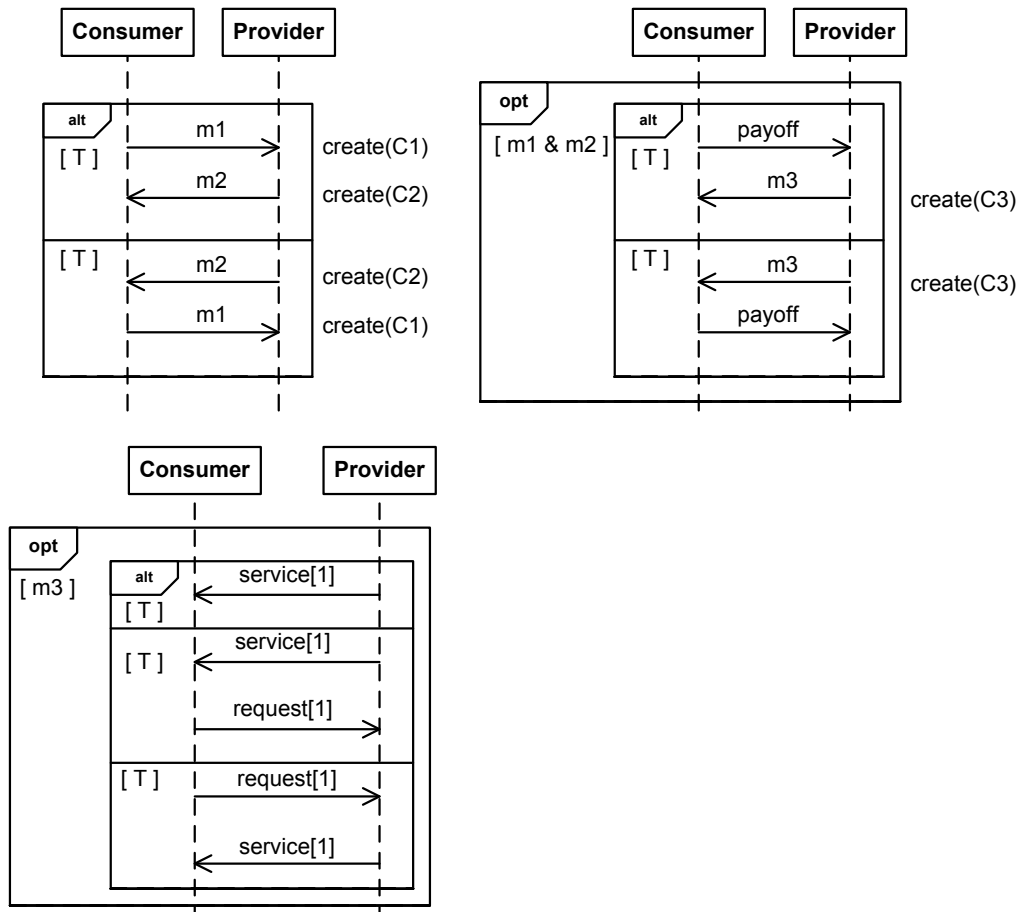 Consumer Provider
alt
[ T ]
m1
create(C1)
m2
create(C2)
[ T ]
m2
create(C2)
m1
create(C1)
Consumer Provider
opt
[ m1 & m2 ]
alt
[ T ]
payoff
m3
create(C3)
[ T ]
m3
create(C3)
payoff
Consumer Provider
opt
[ m3 ]
alt
[ T ]
service[1]
[ T ]
service[1]
request[1]
[ T ]
request[1]
service[1]